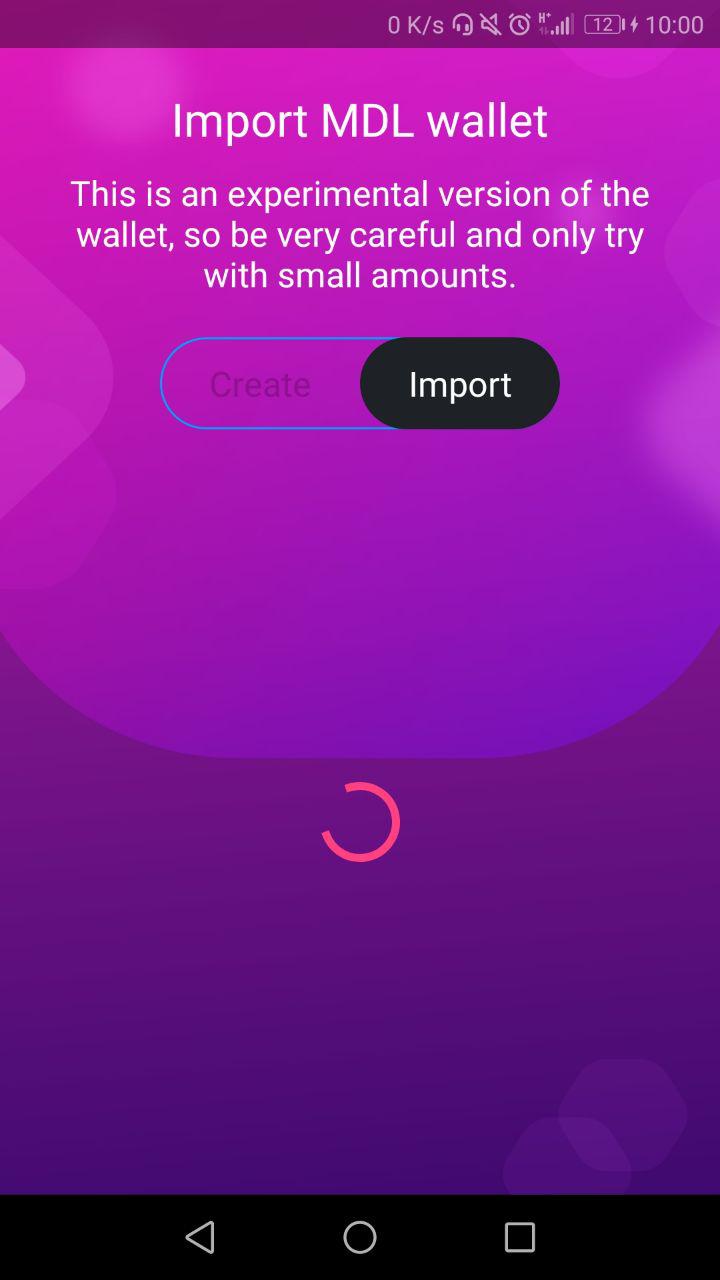 0 K/s H+ 12 10:00
Import MDL wallet
This is an experimental version of the
wallet, so be very careful and only try
with small amounts.
Create Import